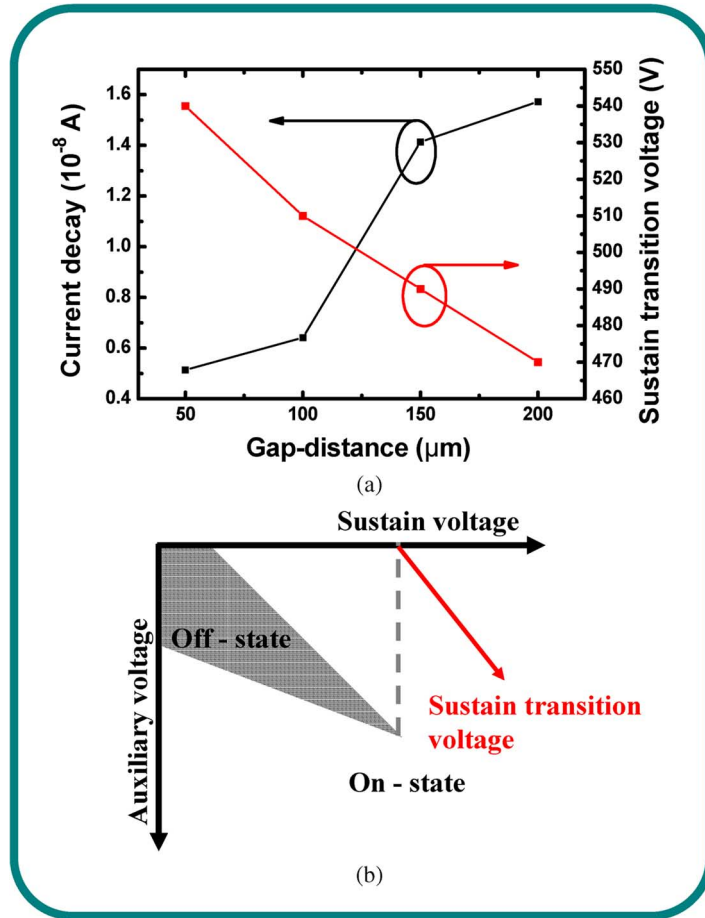 Current decay (10⁻⁸ A)
1.6
1.4
1.2
1.0
0.8
0.6
0.4
50
100
150
200
Gap-distance (μm)
550
540
530
520
510
500
490
480
470
460
Sustain transition voltage (V)
(a)
Sustain voltage
Auxiliary voltage
Off - state
Sustain transition
voltage
On - state
(b)